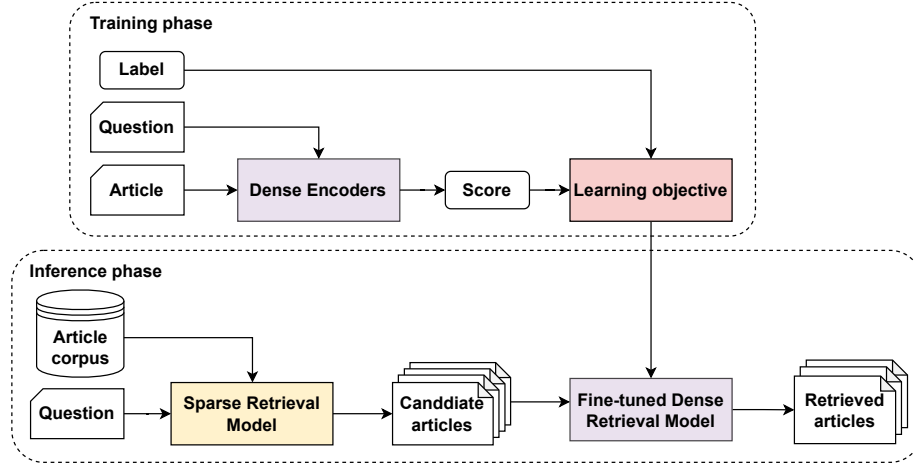 Training phase
Label
Question
Article
Dense Encoders
Score
Learning objective
Inference phase
Article
corpus
Question
Sparse Retrieval
Model
Canddiate
articles
Fine-tuned Dense
Retrieval Model
Retrieved
articles